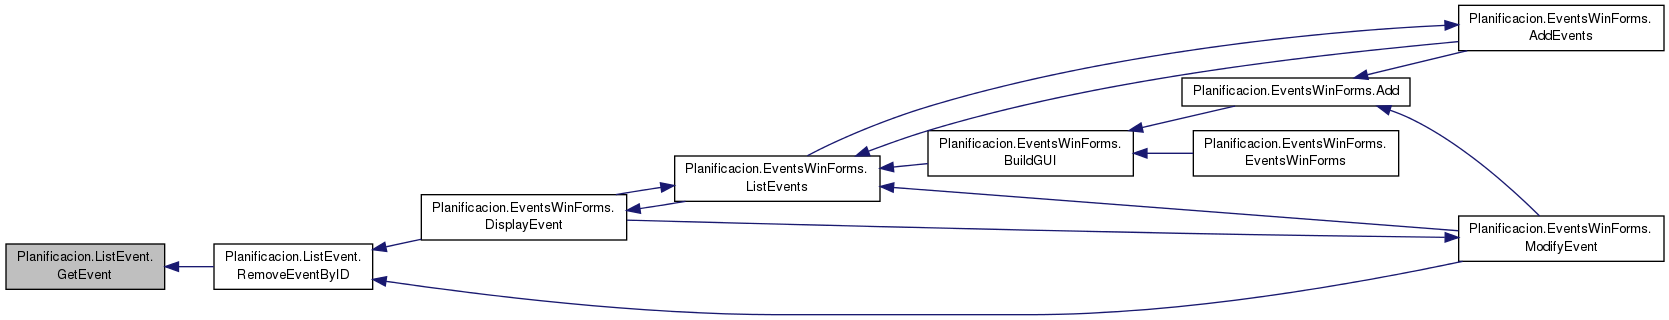 Planificacion.EventsWinForms.
AddEvents
Planificacion.EventsWinForms.Add
Planificacion.EventsWinForms.
BuildGUI
Planificacion.EventsWinForms.
EventsWinForms
Planificacion.EventsWinForms.
ListEvents
Planificacion.EventsWinForms.
DisplayEvent
Planificacion.EventsWinForms.
ModifyEvent
Planificacion.ListEvent.
GetEvent
Planificacion.ListEvent.
RemoveEventByID